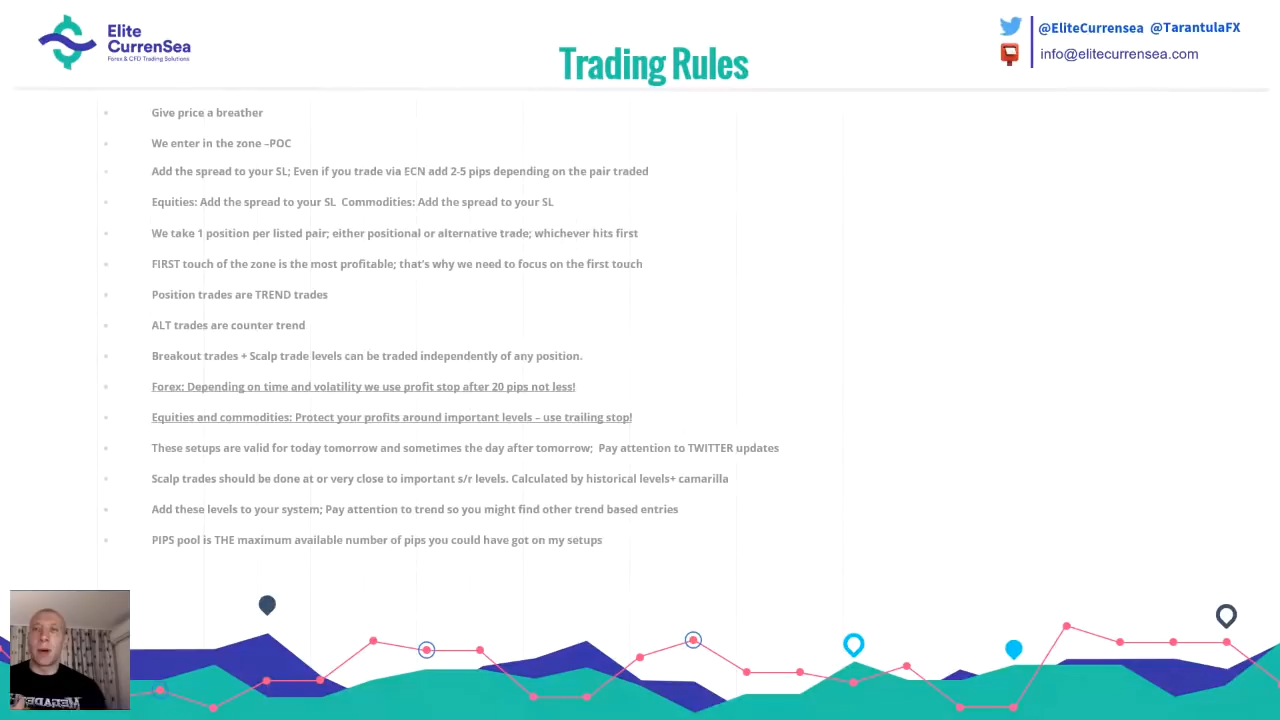 Elite
CurrenSea
Forex & CFD Trading Solutions
Trading Rules
@EliteCurrensea @TarantulaFX
info@elitecurrensea.com
Give price a breather
We enter in the zone –POC
Add the spread to your SL; Even if you trade via ECN add 2-5 pips depending on the pair traded
Equities: Add the spread to your SL  Commodities: Add the spread to your SL
We take 1 position per listed pair; either positional or alternative trade; whichever hits first
FIRST touch of the zone is the most profitable; that's why we need to focus on the first touch
Position trades are TREND trades
ALT trades are counter trend
Breakout trades + Scalp trade levels can be traded independently of any position.
Forex: Depending on time and volatility we use profit stop after 20 pips not less!
Equities and commodities: Protect your profits around important levels – use trailing stop!
These setups are valid for today tomorrow and sometimes the day after tomorrow;  Pay attention to TWITTER updates
Scalp trades should be done at or very close to important s/r levels. Calculated by historical levels+ camarilla
Add these levels to your system; Pay attention to trend so you might find other trend based entries
PIPS pool is THE maximum available number of pips you could have got on my setups